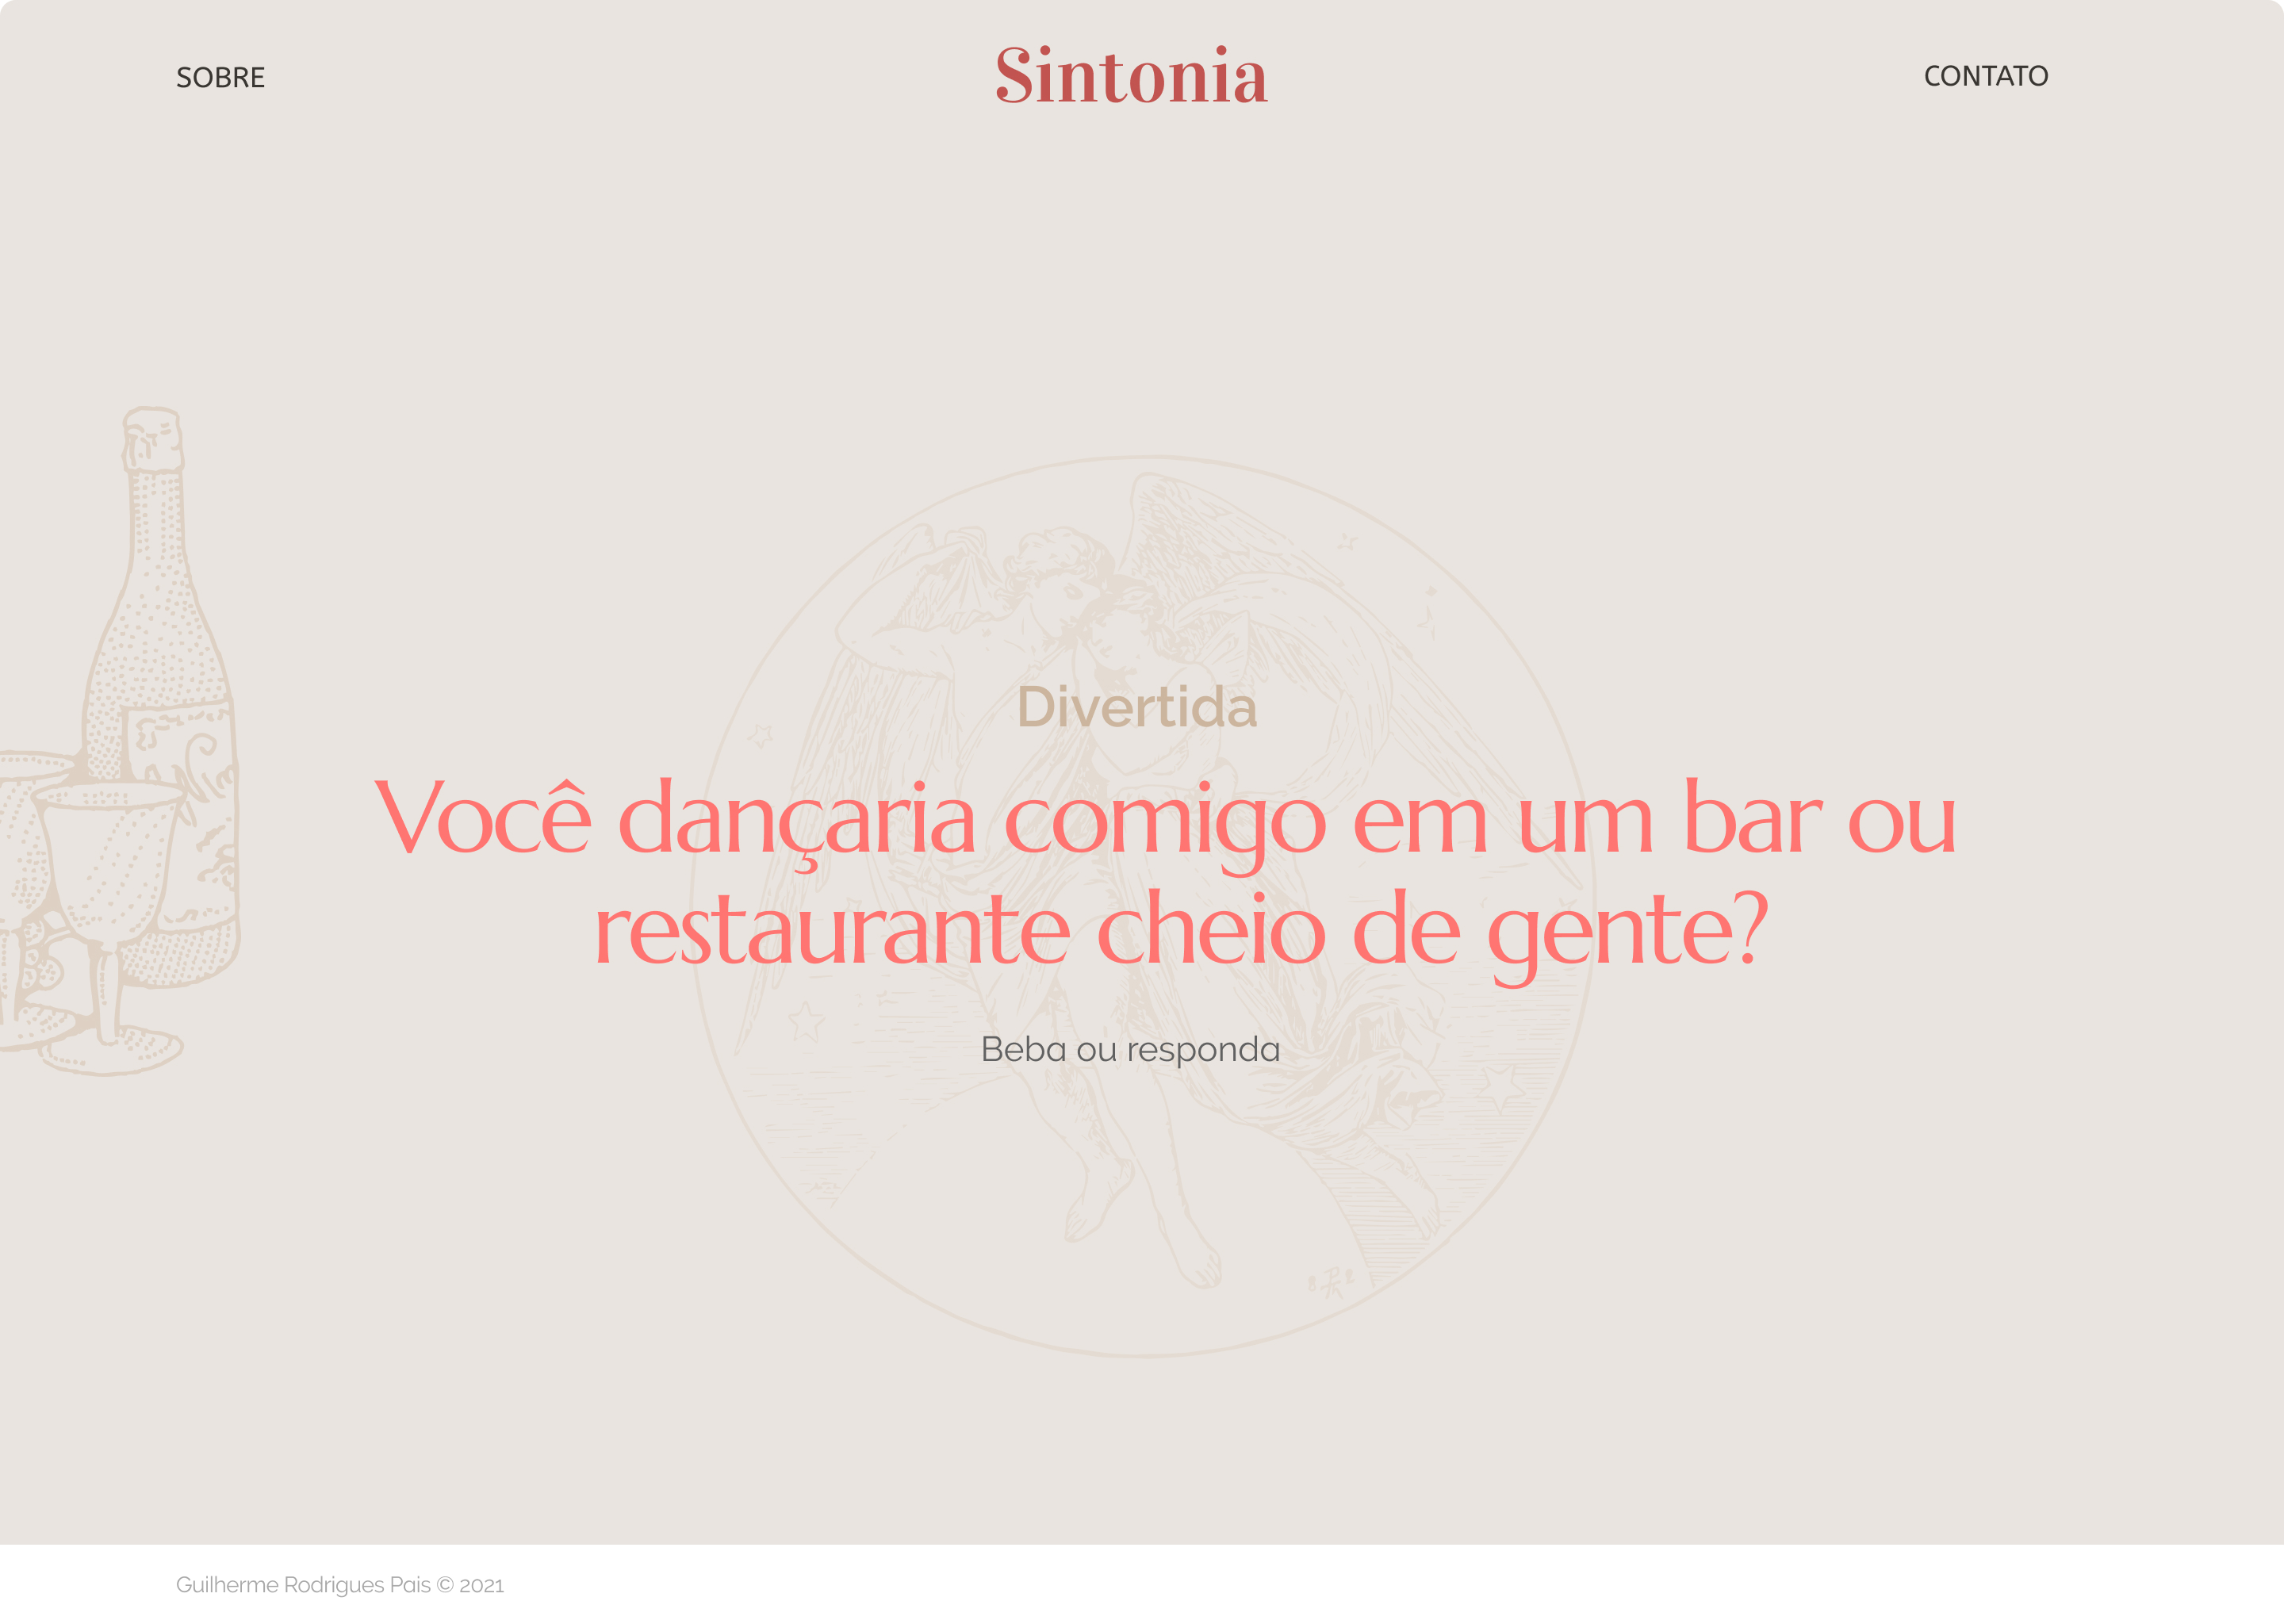 SOBRE
Sintonia
CONTATO
Divertida
Você dançaria comigo em um bar ou
restaurante cheio de gente?
Beba ou responda
Guilherme Rodrigues Pais © 2021